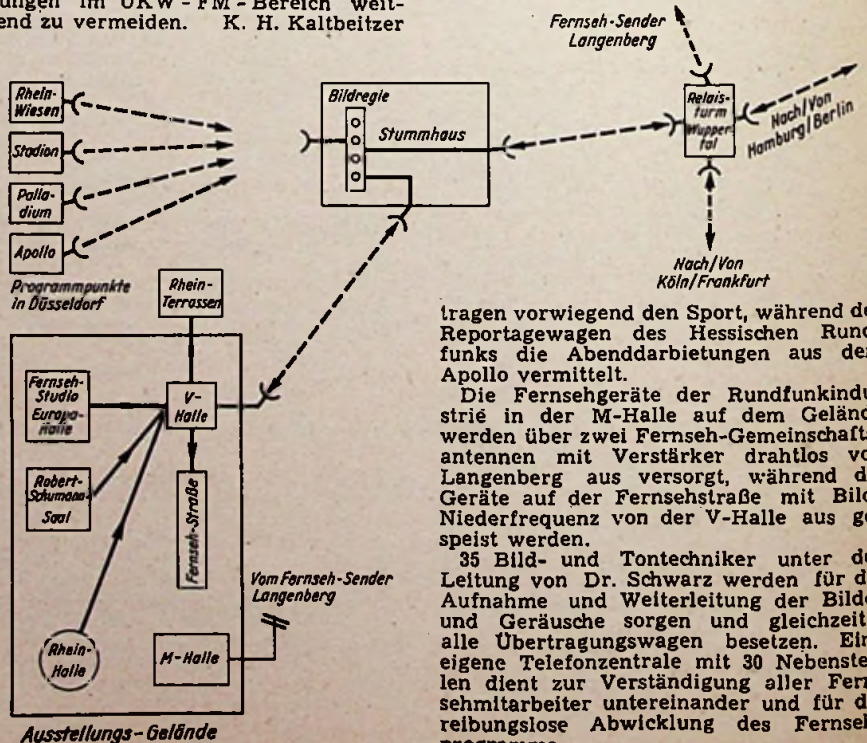 ungen im UKW-FM-Bereich weit-
end zu vermeiden. K. H. Kaltbeitzer
Fernseh-Sender
Langenberg
Rhein-
Wiesen
Stadion
Palla-
dium
Apollo
Programmpunkte
in Düsseldorf
Bildregie
Stummhaus
Relais-
turm
Wupper-
tal
Nach/Von
Hamburg/Berlin
Nach/Von
Köln/Frankfurt
Rhein-
Terrassen
Fernseh-
Studio
Europa-
Halle
V-
Halle
Robert-
Schumann-
Saal
Fernseh-Straße
Rhein-
Halle
M-Halle
Vom Fernseh-Sender
Langenberg
Ausstellungs-Gelände
tragen vorwiegend den Sport, während de
Reportagewagen des Hessischen Rund
funks die Abenddarbietungen aus dem
Apollo vermittelt.
Die Fernsehgeräte der Rundfunkindu
strie in der M-Halle auf dem Geländ
werden über zwei Fernseh-Gemeinschafts
antennen mit Verstärker drahtlos vo
Langenberg aus versorgt, während di
Geräte auf der Fernsehstraße mit Bild
Niederfrequenz von der V-Halle aus ge
speist werden.
35 Bild- und Tontechniker unter de
Leitung von Dr. Schwarz werden für di
Aufnahme und Weiterleitung der Bilde
und Geräusche sorgen und gleichzeit
alle Übertragungswagen besetzen. Ein
eigene Telefonzentrale mit 30 Nebenstel
len dient zur Verständigung aller Fern
sehmitarbeiter untereinander und für di
reibungslose Abwicklung des Fernseh